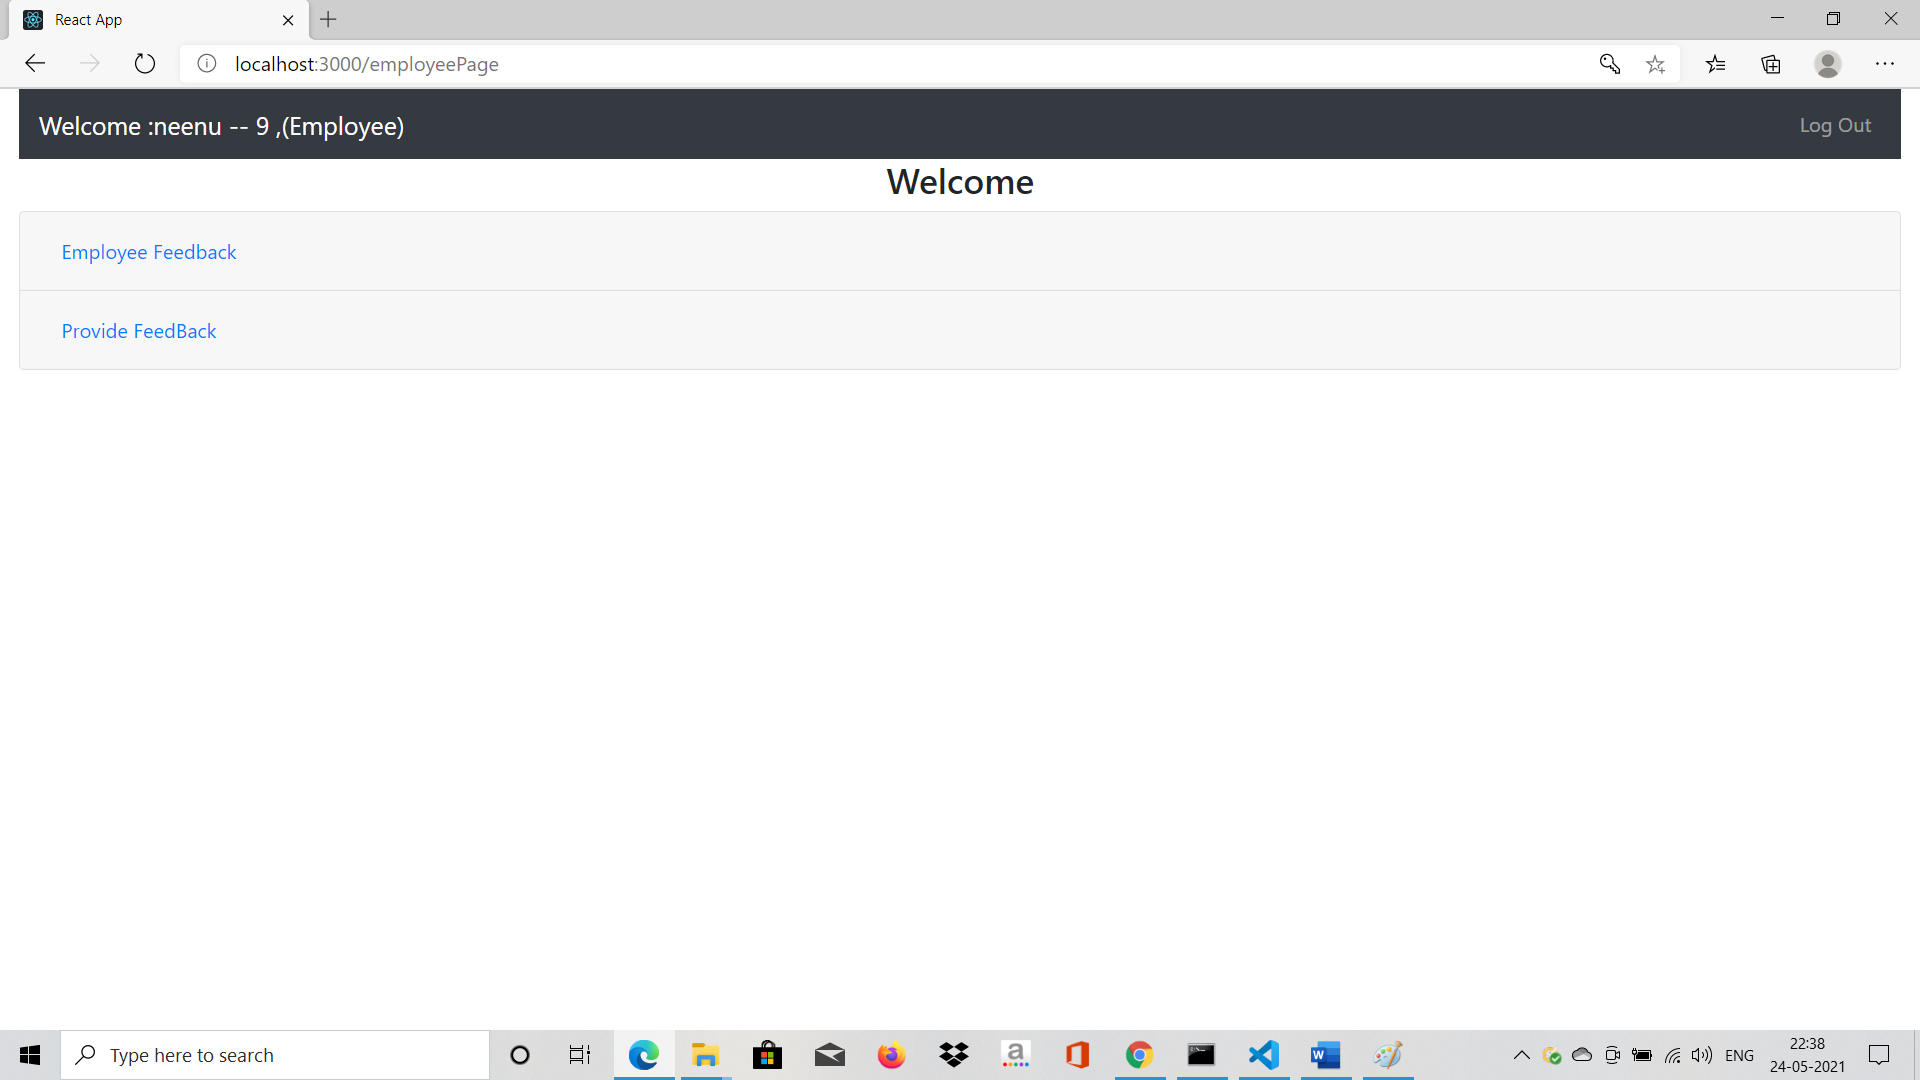 React App
localhost:3000/employeePage
Welcome :neenu -- 9 ,(Employee)
Log Out
Welcome
Employee Feedback
Provide FeedBack
Type here to search
a
W
ENG
22:38
24-05-2021